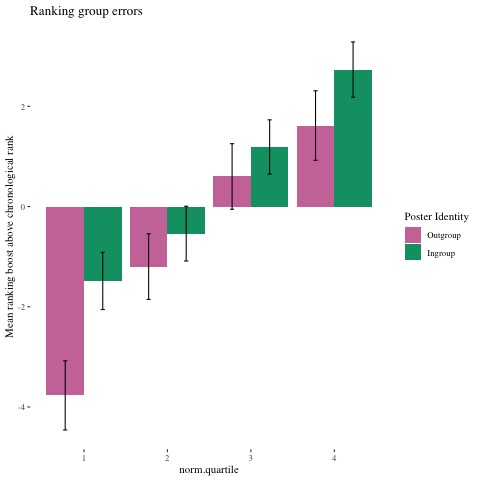 Ranking group errors
Mean ranking boost above chronological rank
2
0
-2
-4
1 2 3 4
norm.quartile
Poster Identity
Outgroup
Ingroup